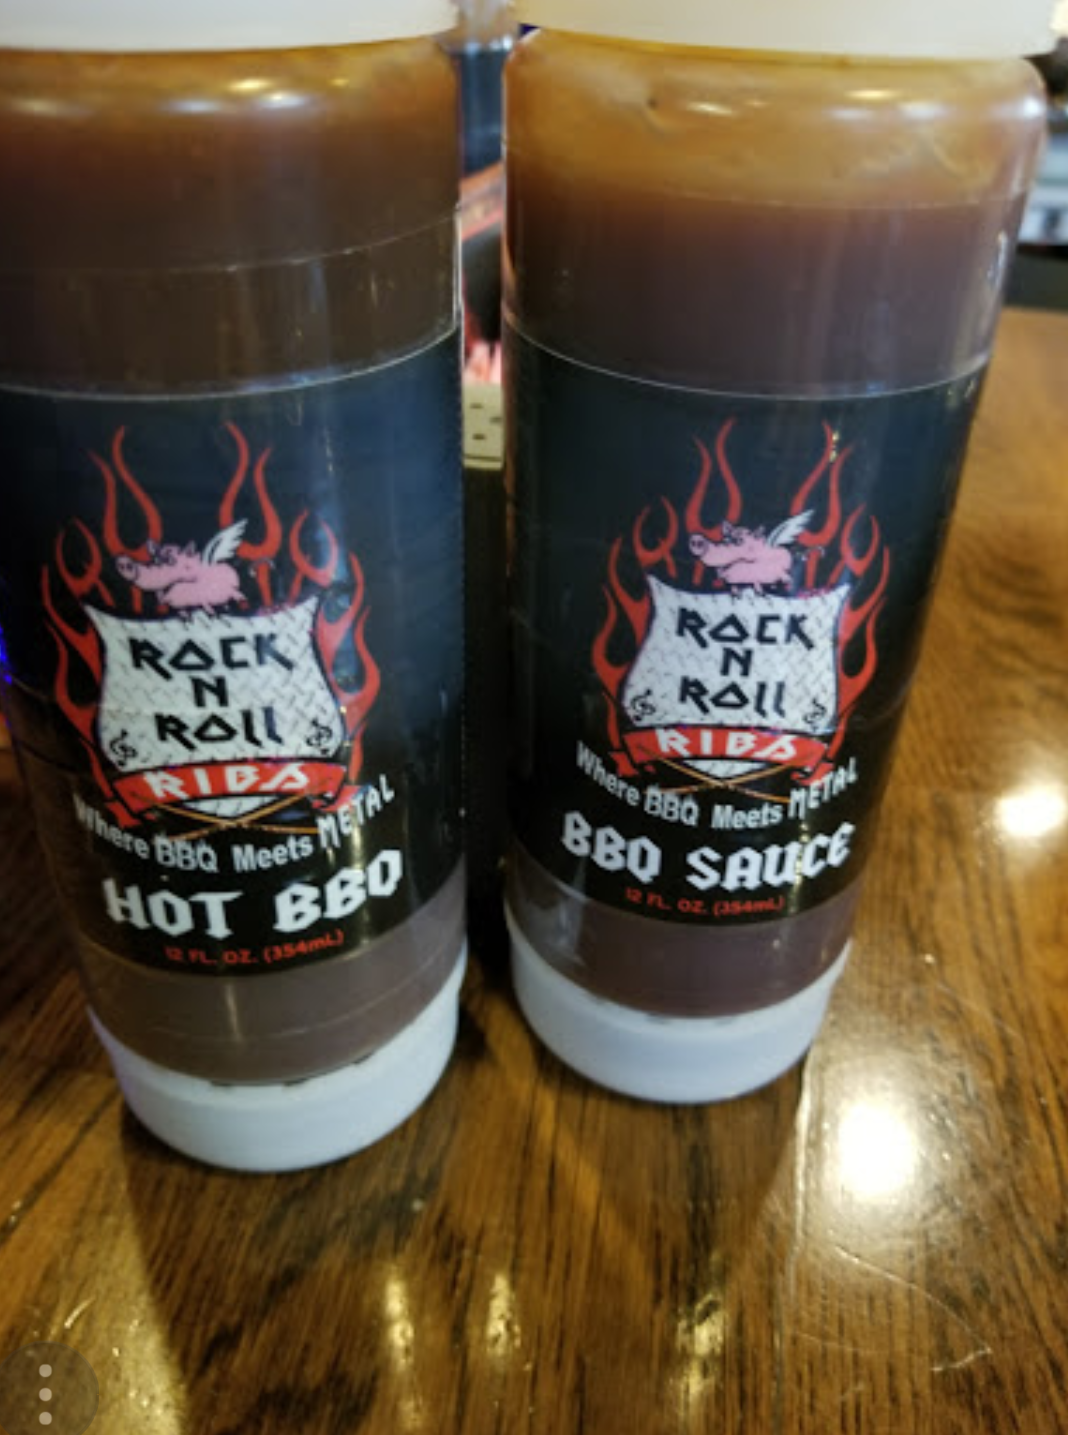 ROCK
N
ROLL
RIBS
Where BBQ Meets METAL
HOT BBQ
12 FL. OZ. (354mL)
ROCK
N
ROLL
RIBS
Where BBQ Meets METAL
BBQ SAUCE
12 FL. OZ. (354mL)